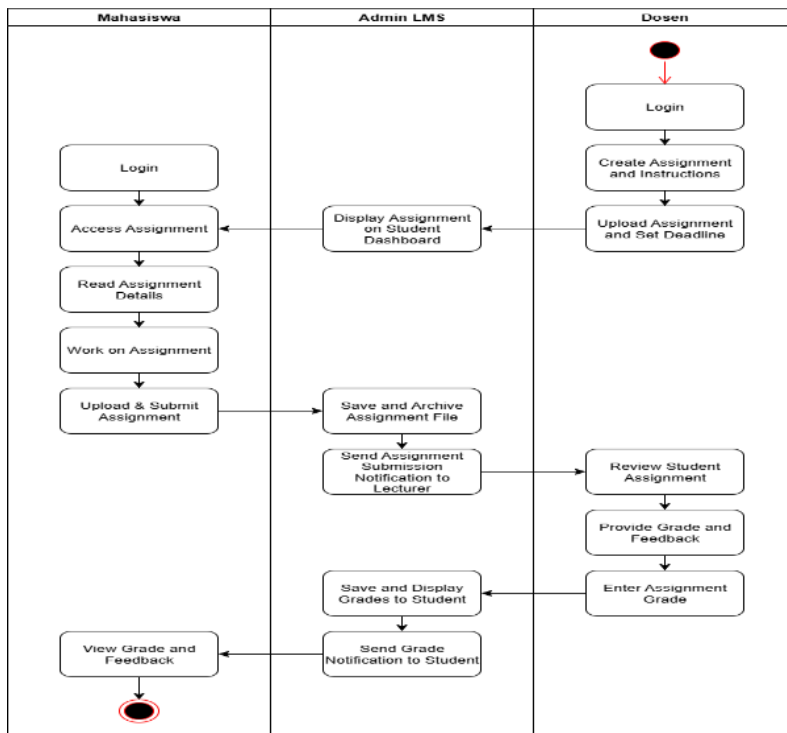 Mahasiswa
Admin LMS
Dosen
Login
Create Assignment
and Instructions
Login
Access Assignment
Display Assignment
on Student
Dashboard
Upload Assignment
and Set Deadline
Read Assignment
Details
Work on Assignment
Upload & Submit
Assignment
Save and Archive
Assignment File
Send Assignment
Submission
Notification to
Lecturer
Review Student
Assignment
Provide Grade and
Feedback
Save and Display
Grades to Student
Enter Assignment
Grade
View Grade and
Feedback
Send Grade
Notification to Student